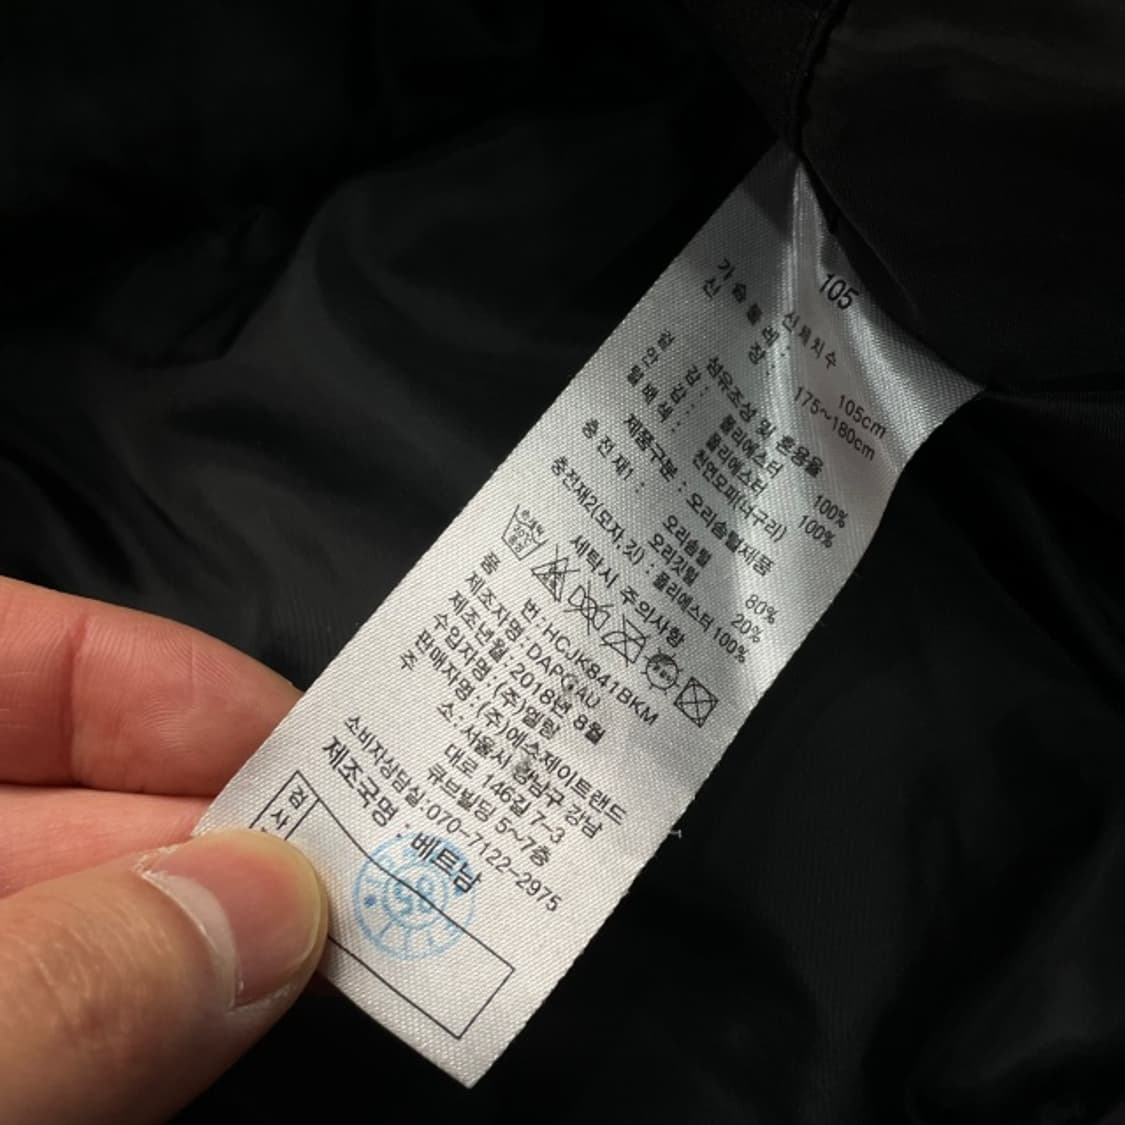 105
신체치수
가슴둘레 : 105cm
신 장 : 175~180cm
섬유조성 및 혼용율
겉 감 : 폴리에스터 100%
안 감 : 폴리에스터 100%
털배색 : 천연모피(너구리)
제품구분 : 오리솜털제품
충전재1 : 오리솜털 80%
오리깃털 20%
충전재2(모자,깃) : 폴리에스터 100%
세탁시 주의사항
품 번 : HCJK841BKM
제조자명 : DAPGAU
제조년월 : 2018년 8월
수입자명 : (주)엘렁
판매자명 : (주)에수제이트랜드
주 소 : 서울시 강남구 강남
대로 146길 7-3
큐브빌딩 5~7층
소비자상담실:070-7122-2975
제조국명 : 베트남
검사
98